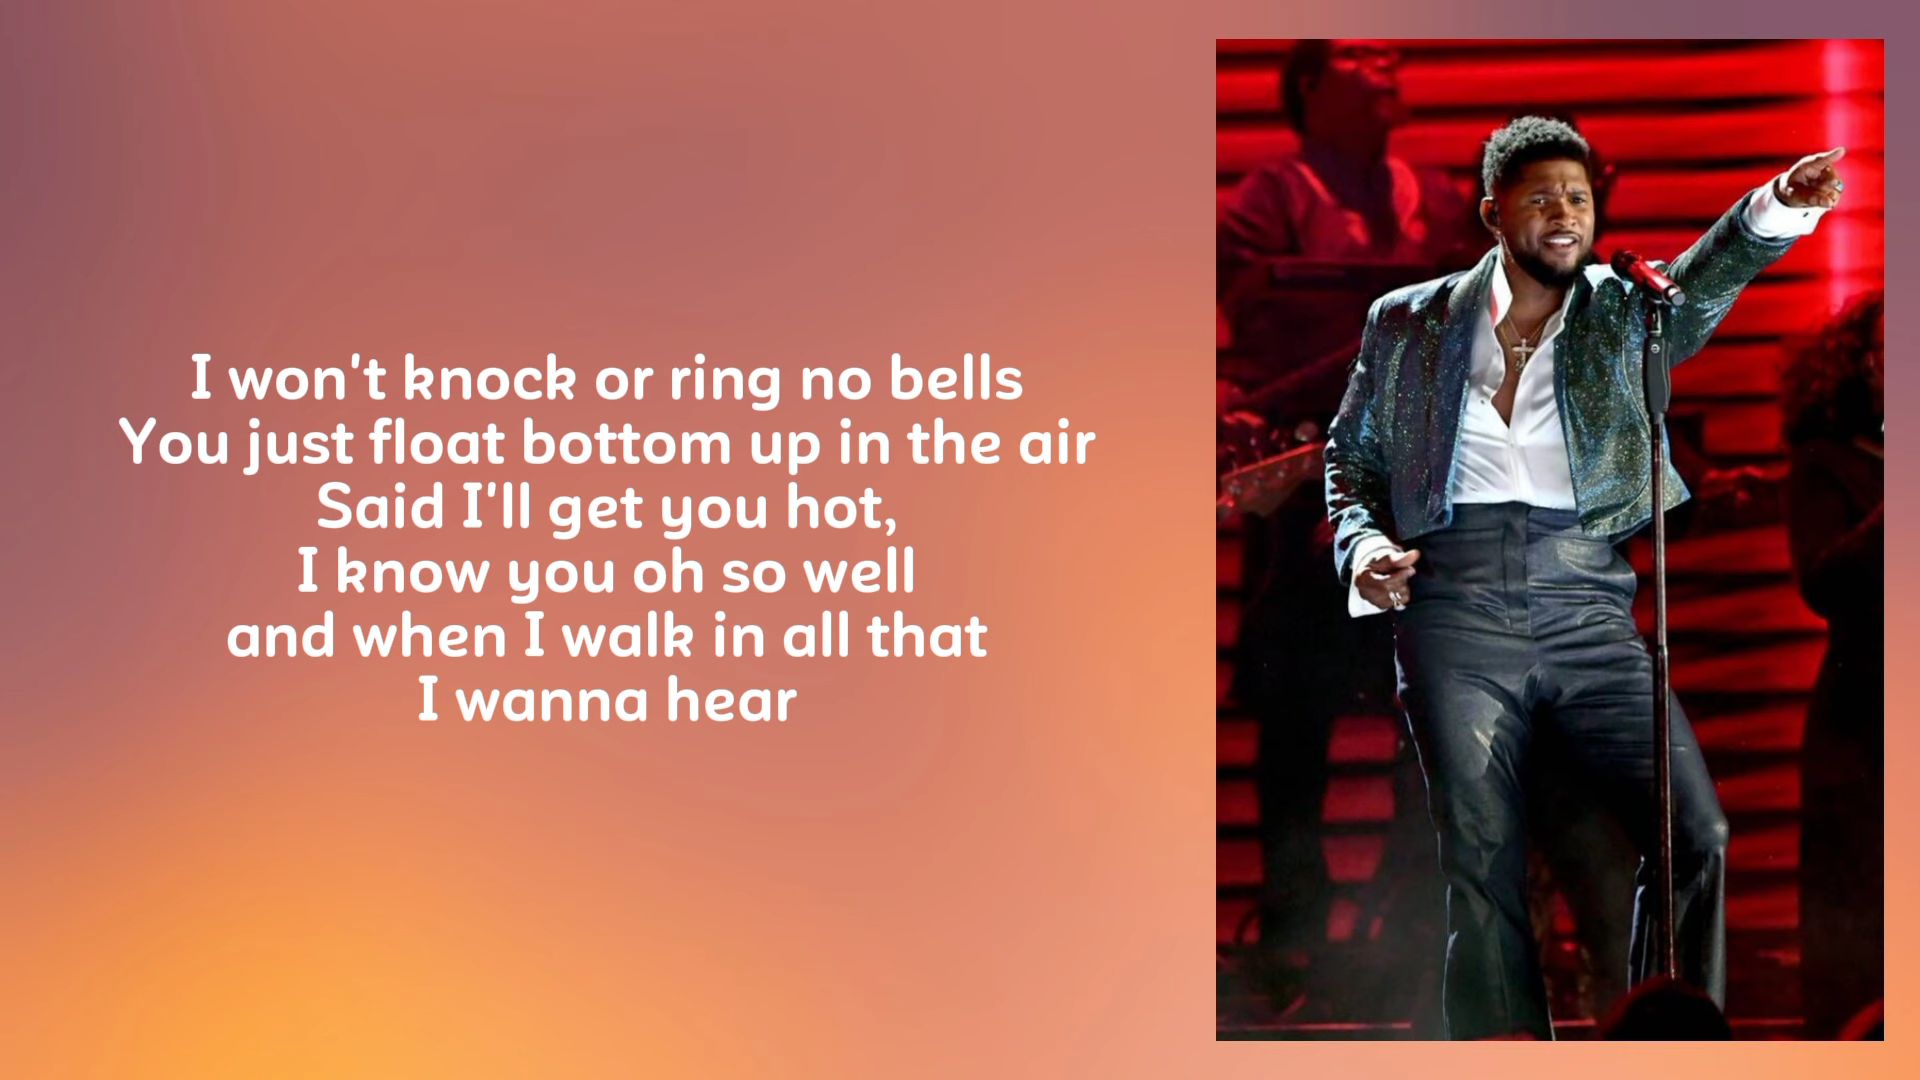 I won't knock or ring no bells
You just float bottom up in the air
Said I'll get you hot,
I know you oh so well
and when I walk in all that
I wanna hear